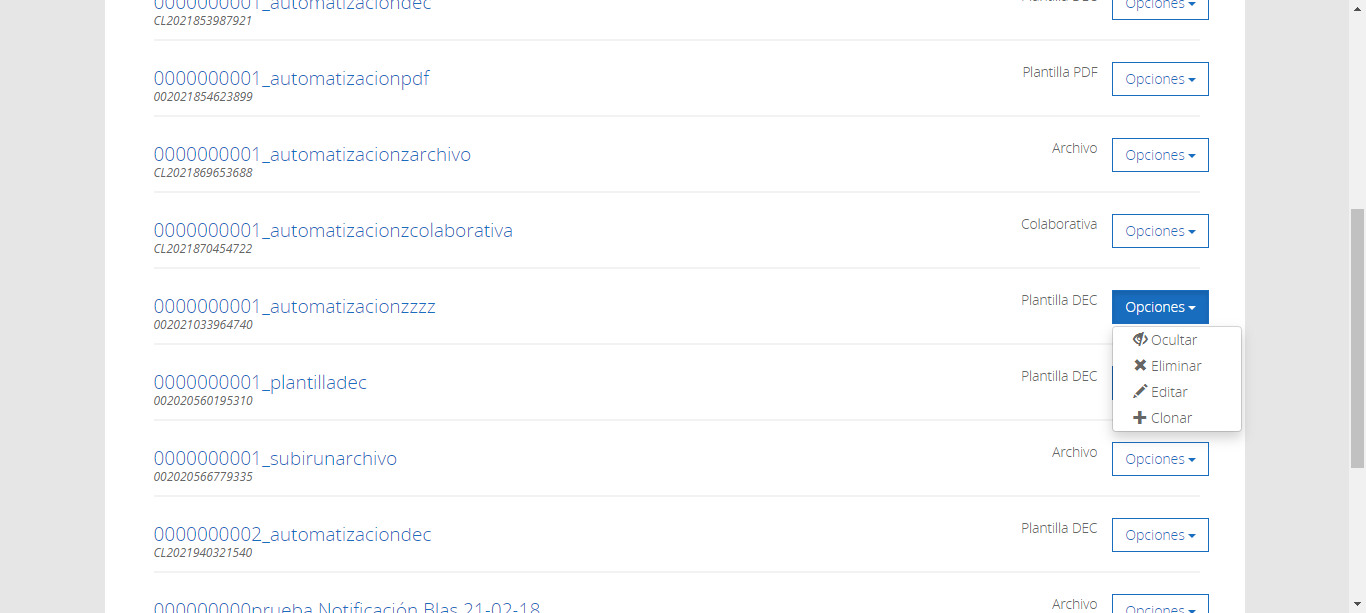 0000000001_automatizaciondec
Plantilla DEC
Opciones
CL2021853987921
0000000001_automatizacionpdf
Plantilla PDF
Opciones
002021854623899
0000000001_automatizacionzarchivo
Archivo
Opciones
CL2021869653688
0000000001_automatizacionzcolaborativa
Colaborativa
Opciones
CL2021870454722
0000000001_automatizacionzzzz
Plantilla DEC
Opciones
002021033964740
Ocultar
Eliminar
Editar
Clonar
0000000001_plantilladec
Plantilla DEC
002020560195310
0000000001_subirunarchivo
Archivo
Opciones
002020566779335
0000000002_automatizaciondec
Plantilla DEC
Opciones
CL2021940321540
000000000prueba Notificación Blas 21-02-18
Archivo
Opciones